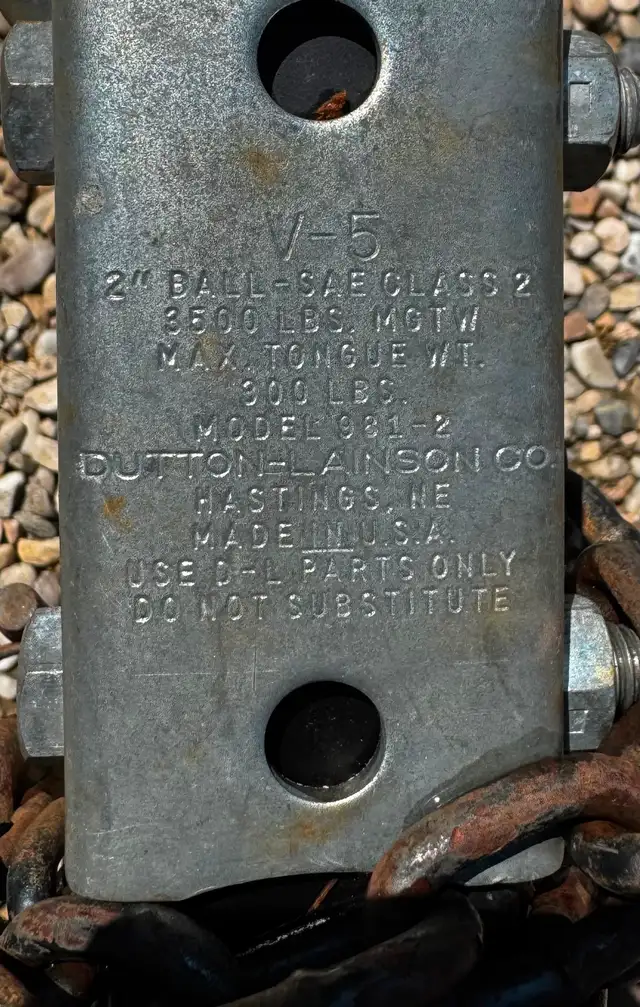 V-5
2" BALL-SAE CLASS 2
3500 LBS. MGTW
MAX. TONGUE WT.
300 LBS.
MODEL 981-2
DUTTON-LAINSON CO.
HASTINGS, NE
MADE IN U.S.A.
USE D-L PARTS ONLY
DO NOT SUBSTITUTE